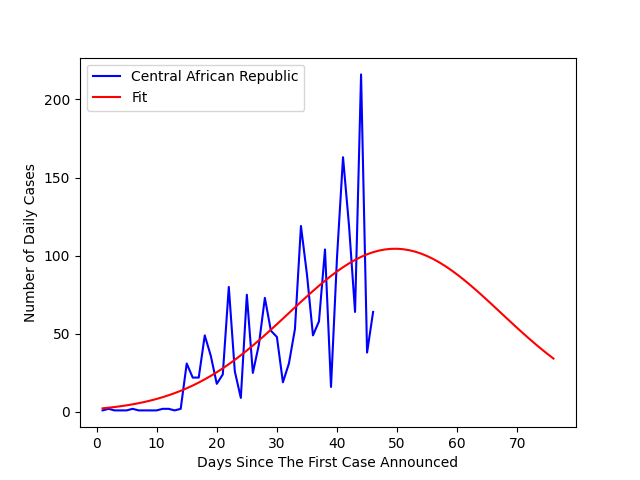 Central African Republic
Fit
200
150
100
50
0
Number of Daily Cases
0 10 20 30 40 50 60 70
Days Since The First Case Announced